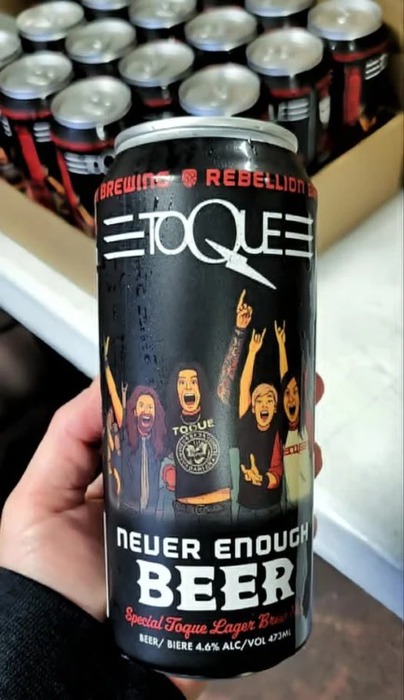 BREWING REBELLION
TOQUE
TOQUE
NEVER ENOUGH
BEER
Special Toque Lager Brew
BEER/ BIERE 4.6% ALC/VOL 473ML